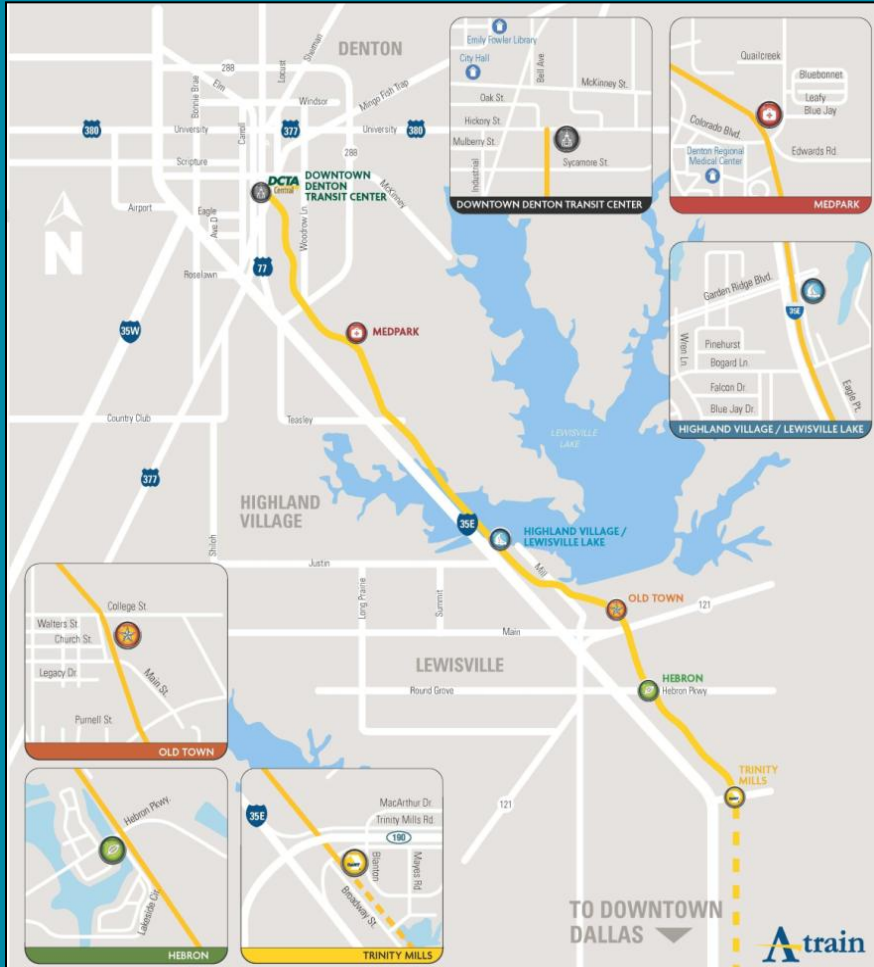 DENTON
288
Elm
Locust
Sherman
Bonnie Brae
Windsor
Mingo Fish Trap
380
University
Carroll
377
University
380
Scripture
288
DCTA
Central
DOWNTOWN
DENTON
TRANSIT CENTER
McKinney
Airport
Eagle
Ave D
Woodrow Ln.
N
77
Roselawn
35W
MEDPARK
Country Club
Teasley
377
LEWISVILLE
LAKE
HIGHLAND
VILLAGE
35E
HIGHLAND VILLAGE /
LEWISVILLE LAKE
Shiloh
Mill
Justin
Long Prairie
Summit
OLD TOWN
121
Main
LEWISVILLE
HEBRON
Round Grove
Hebron Pkwy
TRINITY
MILLS
121
TO DOWNTOWN
DALLAS
A train
Emily Fowler Library
City Hall
Bell Ave
McKinney St.
Oak St.
Hickory St.
Mulberry St.
Industrial
Sycamore St.
DOWNTOWN DENTON TRANSIT CENTER
Quailcreek
Bluebonnet
Leafy
Blue Jay
Colorado Blvd.
Edwards Rd.
Denton Regional
Medical Center
MEDPARK
Garden Ridge Blvd.
35E
Wren Ln
Pinehurst
Bogard Ln.
Falcon Dr.
Eagle Pt.
Blue Jay Dr.
HIGHLAND VILLAGE / LEWISVILLE LAKE
College St.
Walters St.
Church St.
Legacy Dr.
Main St.
Purnell St.
OLD TOWN
Hebron Pkwy.
Lakeside Cir.
HEBRON
MacArthur Dr.
35E
Trinity Mills Rd.
190
Blanton
Mayes Rd.
Broadway St.
TRINITY MILLS